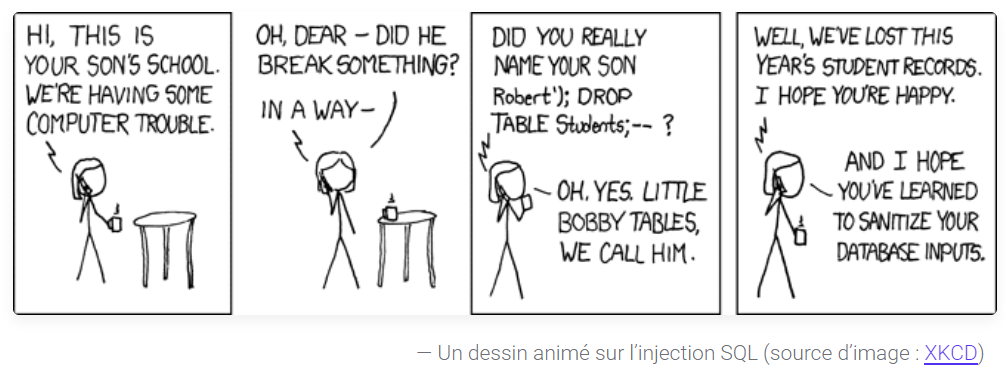 HI, THIS IS
YOUR SON'S SCHOOL.
WE'RE HAVING SOME
COMPUTER TROUBLE.
OH, DEAR – DID HE
BREAK SOMETHING?
IN A WAY–
DID YOU REALLY
NAME YOUR SON
Robert'); DROP
TABLE Students;-- ?
OH, YES. LITTLE
BOBBY TABLES,
WE CALL HIM.
WELL, WE'VE LOST THIS
YEAR'S STUDENT RECORDS.
I HOPE YOU'RE HAPPY.
AND I HOPE
YOU'VE LEARNED
TO SANITIZE YOUR
DATABASE INPUTS.
— Un dessin animé sur l’injection SQL (source d’image : XKCD)